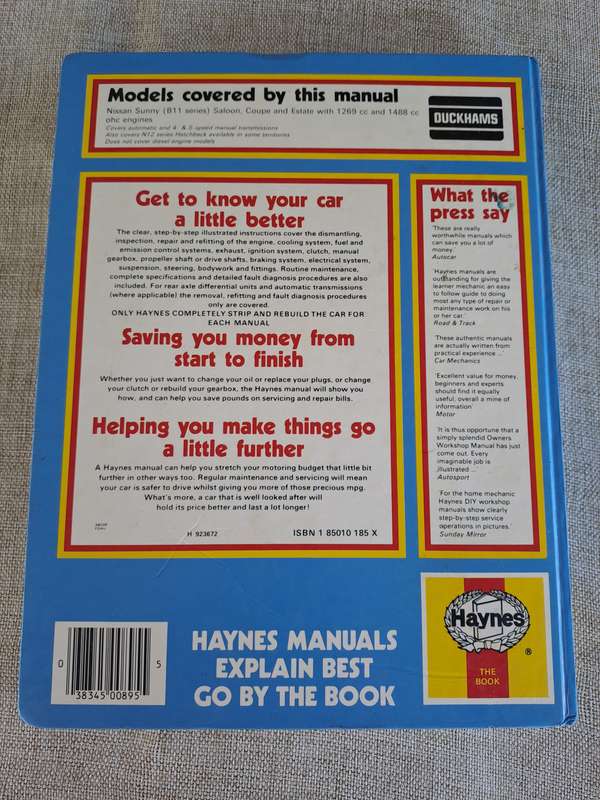 Models covered by this manual
Nissan Sunny (B11 series) Saloon, Coupe and Estate with 1269 cc and 1488 cc
ohc engines
Covers automatic and 4 & 5-speed manual transmissions
Also covers N12 series Hatchback available in some territories
Does not cover diesel engine models
DUCKHAMS
Get to know your car
a little better
The clear, step-by-step illustrated instructions cover the dismantling,
inspection, repair and refitting of the engine, cooling system, fuel and
emission control systems, exhaust, ignition system, clutch, manual
gearbox, propeller shaft or drive shafts, braking system, electrical system,
suspension, steering, bodywork and fittings. Routine maintenance,
complete specifications and detailed fault diagnosis procedures are also
included. For rear axle differential units and automatic transmissions
(where applicable) the removal, refitting and fault diagnosis procedures
only are covered.
ONLY HAYNES COMPLETELY STRIP AND REBUILD THE CAR FOR
EACH MANUAL
Saving you money from
start to finish
Whether you just want to change your oil or replace your plugs, or change
your clutch or rebuild your gearbox, the Haynes manual will show you
how, and can help you save pounds on servicing and repair bills.
Helping you make things go
a little further
A Haynes manual can help you stretch your motoring budget that little bit
further in other ways too. Regular maintenance and servicing will mean
your car is safer to drive whilst giving you more of those precious mpg.
What's more, a car that is well looked after will
hold its price better and last a lot longer!
H 923672
ISBN 1 85010 185 X
What the
press say
'These are really
worthwhile manuals which
can save you a lot of
money'
Autocar
'Haynes manuals are
outstanding for giving the
learner mechanic an easy
to follow guide to doing
most any type of repair or
maintenance work on his
or her car.'
Road & Track
'These authentic manuals
are actually written from
practical experience ...'
Car Mechanics
'Excellent value for money,
beginners and experts
should find it equally
useful, overall a mine of
information'
Motor
'It is thus opportune that a
simply splendid Owners
Workshop Manual has just
come out. Every
imaginable job is
illustrated ...'
Autosport
'For the home mechanic
Haynes DIY workshop
manuals show clearly
step-by-step service
operations in pictures.'
Sunday Mirror
0 38345 00895 5
HAYNES MANUALS
EXPLAIN BEST
GO BY THE BOOK
Haynes
®
THE
BOOK